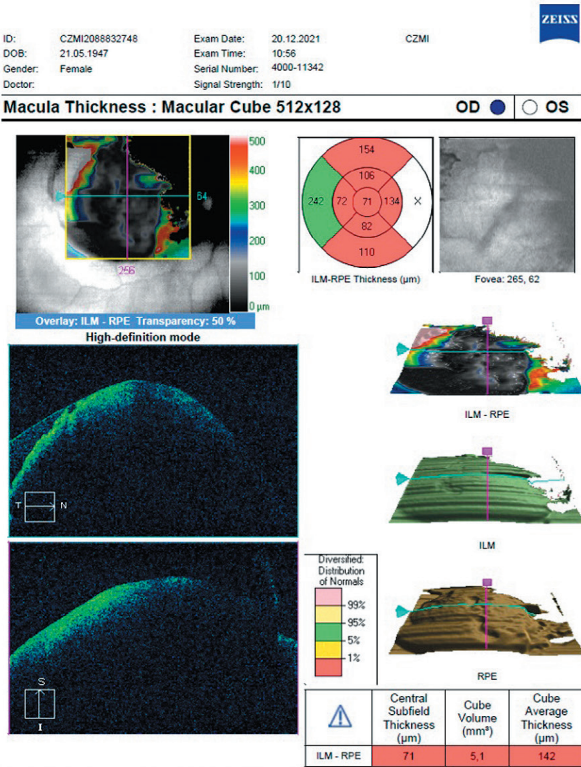 ZEISS
ID: CZMI2088832748 Exam Date: 20.12.2021 CZMI
DOB: 21.05.1947 Exam Time: 10:56
Gender: Female Serial Number: 4000-11342
Doctor: Signal Strength: 1/10
Macula Thickness : Macular Cube 512x128 OD OS
500
400
300
200
100
0 µm
64
256
Overlay: ILM - RPE Transparency: 50 %
154
106
242 72 71 134 X
82
110
ILM-RPE Thickness (µm)
Fovea: 265, 62
High-definition mode
T N
S
I
ILM - RPE
ILM
RPE
Diversified:
Distribution
of Normals
99%
95%
5%
1%
Central
Subfield
Thickness
(µm)
Cube
Volume
(mm³)
Cube
Average
Thickness
(µm)
ILM - RPE 71 5,1 142